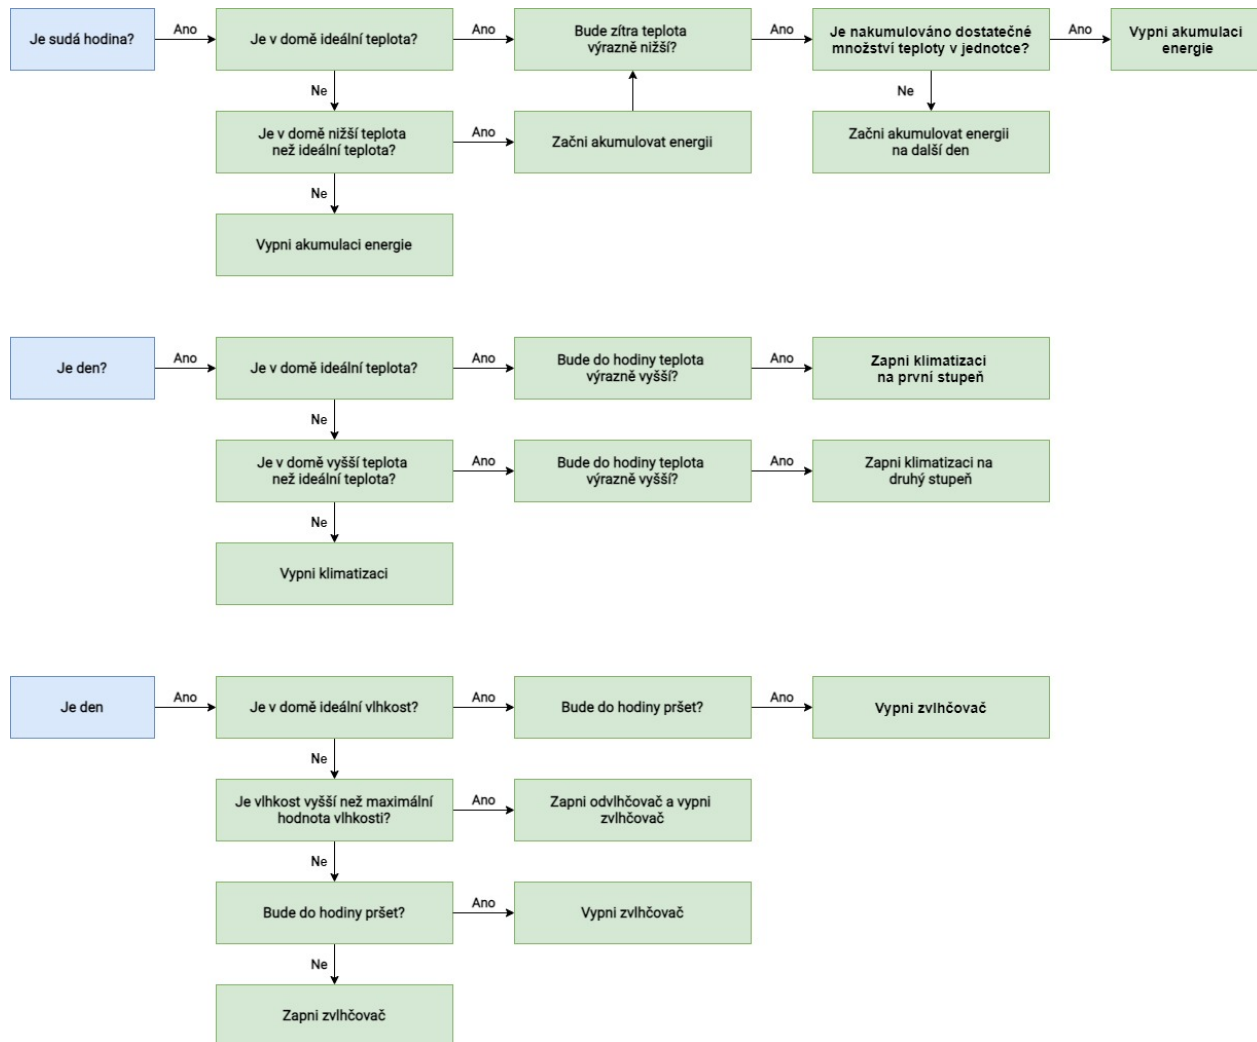 Je sudá hodina?
Ano
Je v domě ideální teplota?
Ano
Bude zítra teplota
výrazně nižší?
Ano
Je nakumulováno dostatečné
množství teploty v jednotce?
Ano
Vypni akumulaci
energie
Ne
Ne
Je v domě nižší teplota
než ideální teplota?
Ano
Začni akumulovat energii
Začni akumulovat energii
na další den
Ne
Vypni akumulaci energie
Je den?
Ano
Je v domě ideální teplota?
Ano
Bude do hodiny teplota
výrazně vyšší?
Ano
Zapni klimatizaci
na první stupeň
Ne
Je v domě vyšší teplota
než ideální teplota?
Ano
Bude do hodiny teplota
výrazně vyšší?
Ano
Zapni klimatizaci na
druhý stupeň
Ne
Vypni klimatizaci
Je den
Ano
Je v domě ideální vlhkost?
Ano
Bude do hodiny pršet?
Ano
Vypni zvlhčovač
Ne
Je vlhkost vyšší než maximální
hodnota vlhkosti?
Ano
Zapni odvlhčovač a vypni
zvlhčovač
Ne
Bude do hodiny pršet?
Ano
Vypni zvlhčovač
Ne
Zapni zvlhčovač